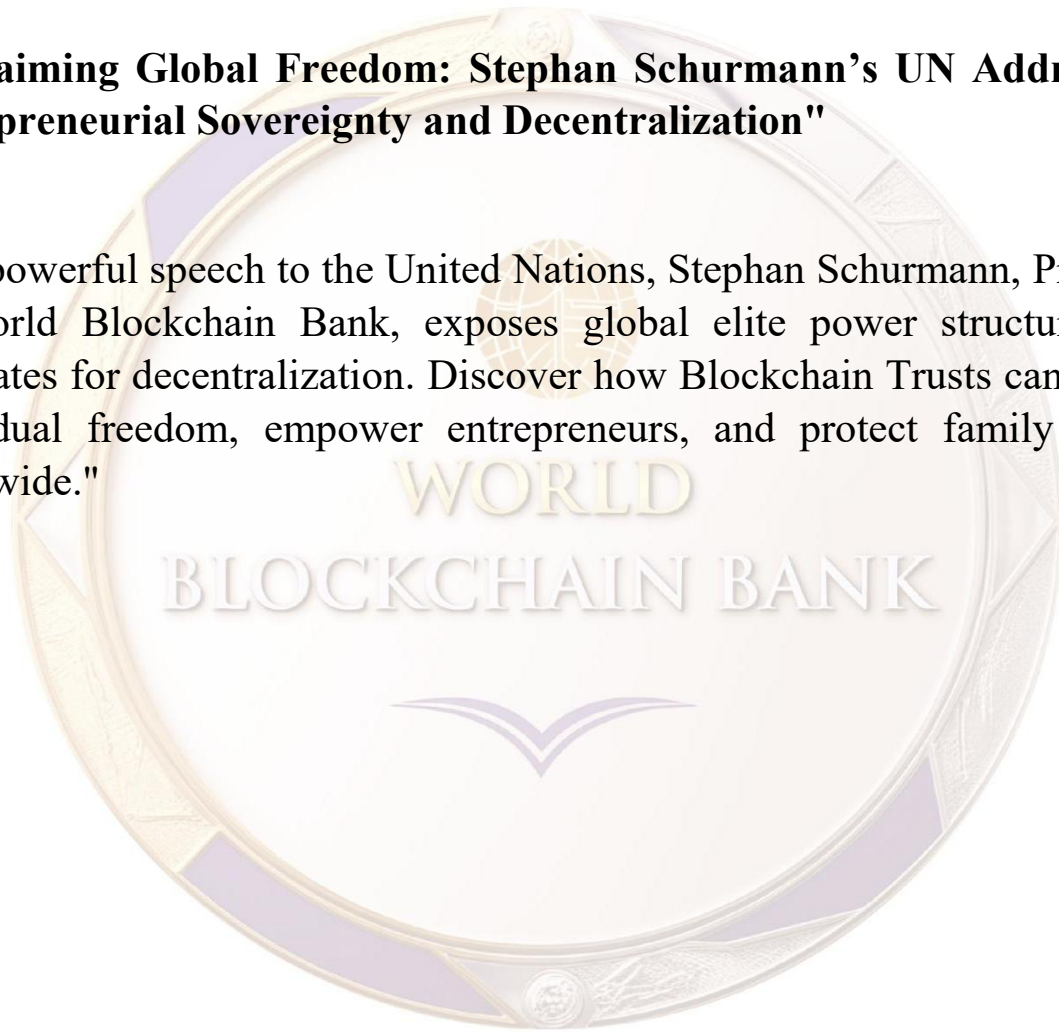 aiming Global Freedom: Stephan Schurmann’s UN Addr
preneurial Sovereignty and Decentralization"
powerful speech to the United Nations, Stephan Schurmann, P
orld Blockchain Bank, exposes global elite power structu
ates for decentralization. Discover how Blockchain Trusts can
dual freedom, empower entrepreneurs, and protect family
wide."
WORLD
BLOCKCHAIN BANK